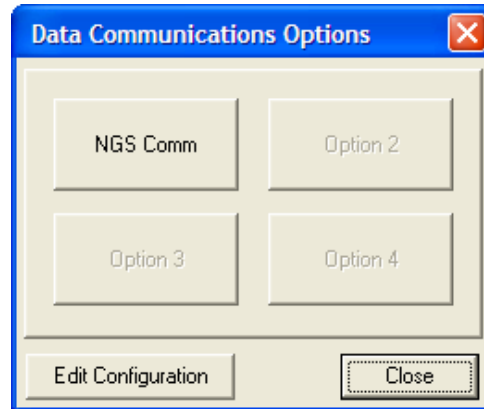 Data Communications Options
NGS Comm
Option 2
Option 3
Option 4
Edit Configuration
Close